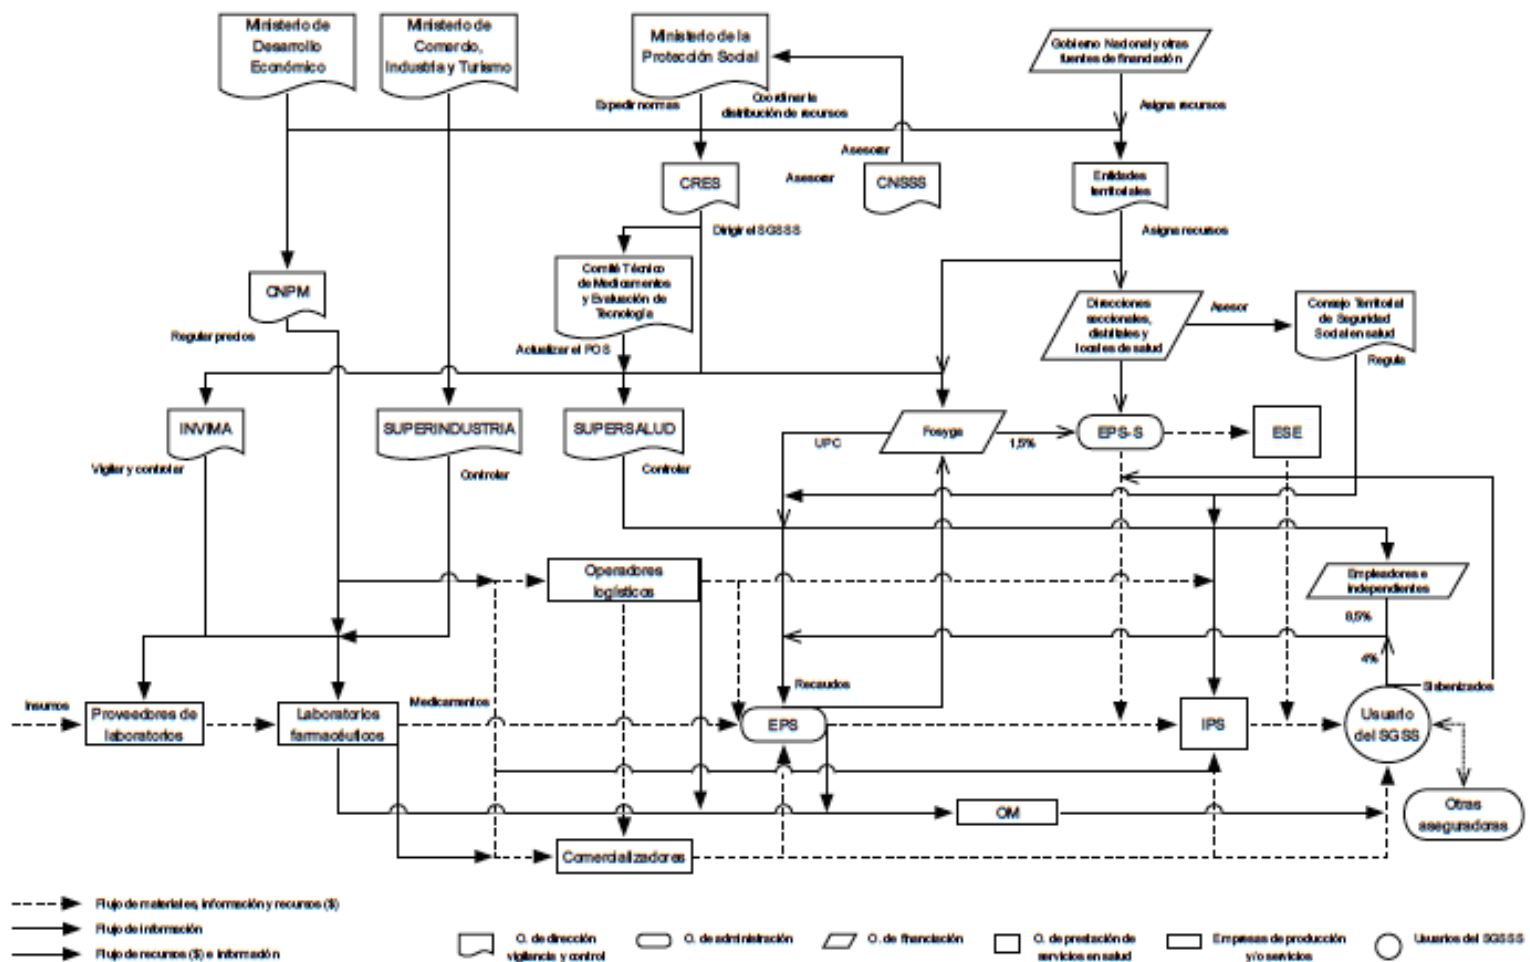 Ministerio de
Desarrollo
Económico
Ministerio de
Comercio,
Industria y Turismo
Ministerio de la
Protección Social
Gobierno Nacional y otras
fuentes de financiación
Expedir normas
Coordinar la
distribución de recursos
Asigna recursos
Asesorar
CRES
Asesorar
CNSSS
Entidades
territoriales
Dirigir el SGSSS
Asigna recursos
CNPM
Comité Técnico
de Medicamentos
y Evaluación de
Tecnología
Direcciones
seccionales,
distritales y
locales de salud
Asesor
Consejo Territorial
de Seguridad
Social en salud
Regular precios
Actualizar el POS
Regula
INVIMA
SUPERINDUSTRIA
SUPERSALUD
UPC
Fosyga
1,5%
EPS-S
ESE
Vigilar y controlar
Controlar
Controlar
Operadores
logísticos
Empleadores e
independientes
8,5%
4%
Insumos
Medicamentos
Recaudos
Sisbenizados
Proveedores de
laboratorios
Laboratorios
farmacéuticos
EPS
IPS
Usuario
del SGSS
OM
Otras
aseguradoras
Comercializadores
Flujo de materiales, información y recursos ($)
Flujo de información
Flujo de recursos ($) e información
O. de dirección
vigilancia y control
O. de administración
O. de financiación
O. de prestación de
servicios en salud
Empresas de producción
y/o servicios
Usuarios del SGSSS